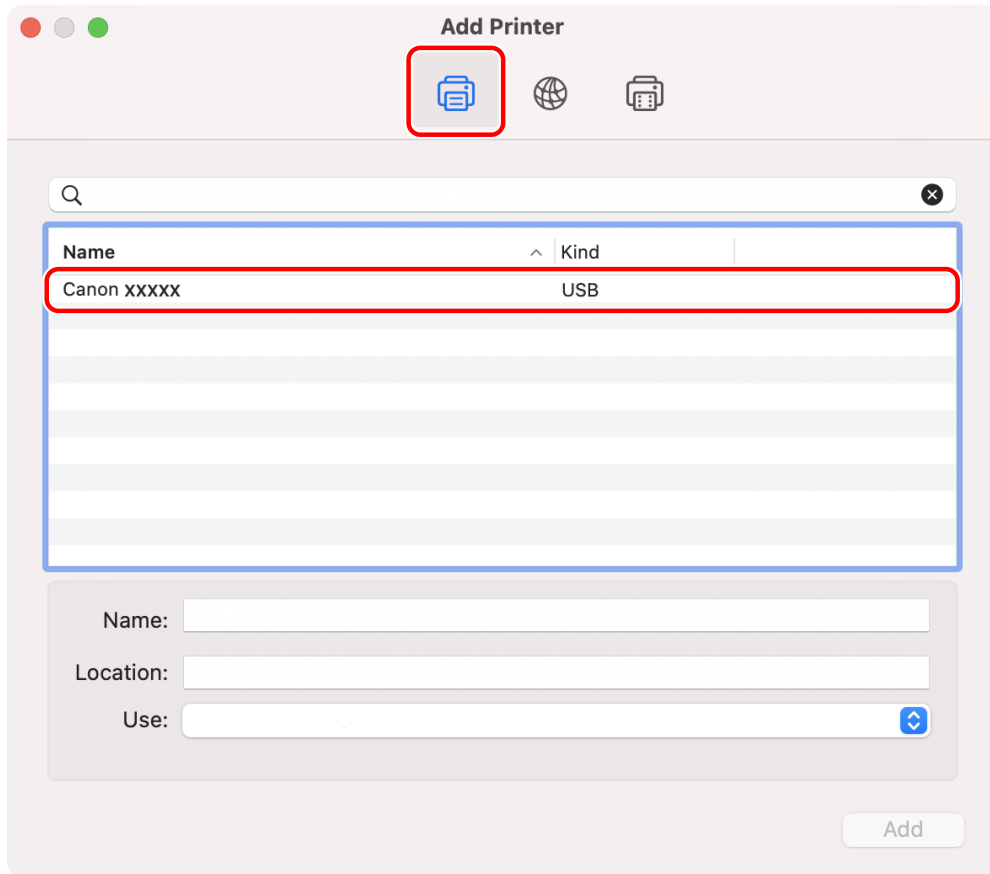 Add Printer
Name Kind
Canon xxxxx USB
Name:
Location:
Use:
Add